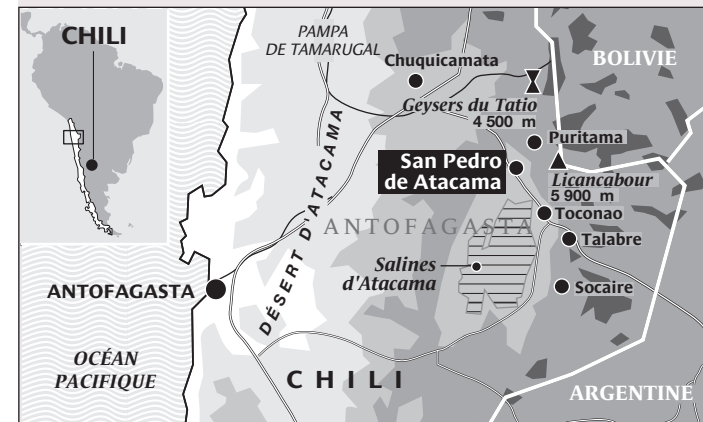 CHILI
PAMPA
DE TAMARUGAL
Chuquicamata
BOLIVIE
Geysers du Tatio
4 500 m
Puritama
San Pedro
de Atacama
Licancabour
5 900 m
DÉSERT D'ATACAMA
ANTOFAGASTA
Toconao
Talabre
Salines
d'Atacama
Socaire
ANTOFAGASTA
OCÉAN
PACIFIQUE
CHILI
ARGENTINE